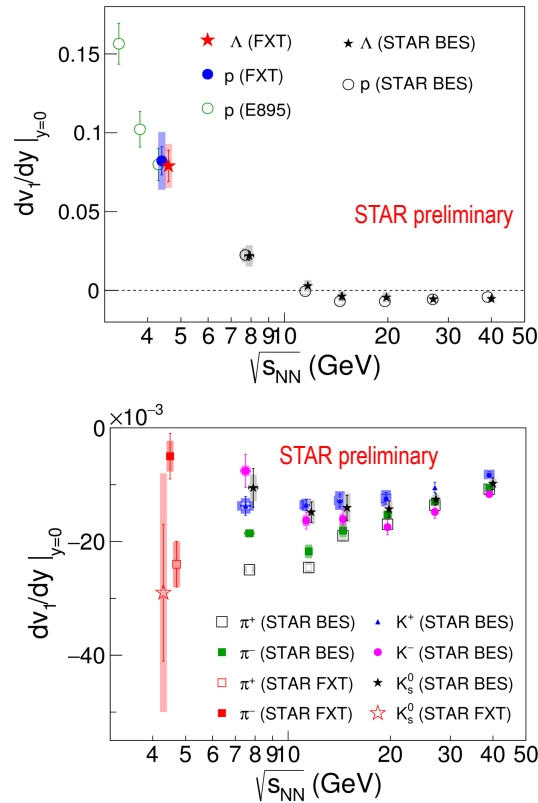 0.15
0.1
0.05
0
dv₁/dy |y=0
Λ (FXT)
p (FXT)
p (E895)
Λ (STAR BES)
p (STAR BES)
STAR preliminary
4 5 6 7 8 9 10 20 30 40 50
√sNN (GeV)
×10⁻³
0
−20
−40
dv₁/dy |y=0
STAR preliminary
π⁺ (STAR BES)
π⁻ (STAR BES)
π⁺ (STAR FXT)
π⁻ (STAR FXT)
K⁺ (STAR BES)
K⁻ (STAR BES)
K⁰s (STAR BES)
K⁰s (STAR FXT)
4 5 6 7 8 9 10 20 30 40 50
√sNN (GeV)